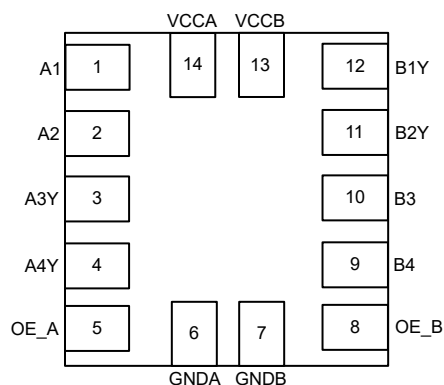 VCCA VCCB
A1 1 14 13 12 B1Y
A2 2 11 B2Y
A3Y 3 10 B3
A4Y 4 9 B4
OE_A 5 6 7 8 OE_B
GNDA GNDB